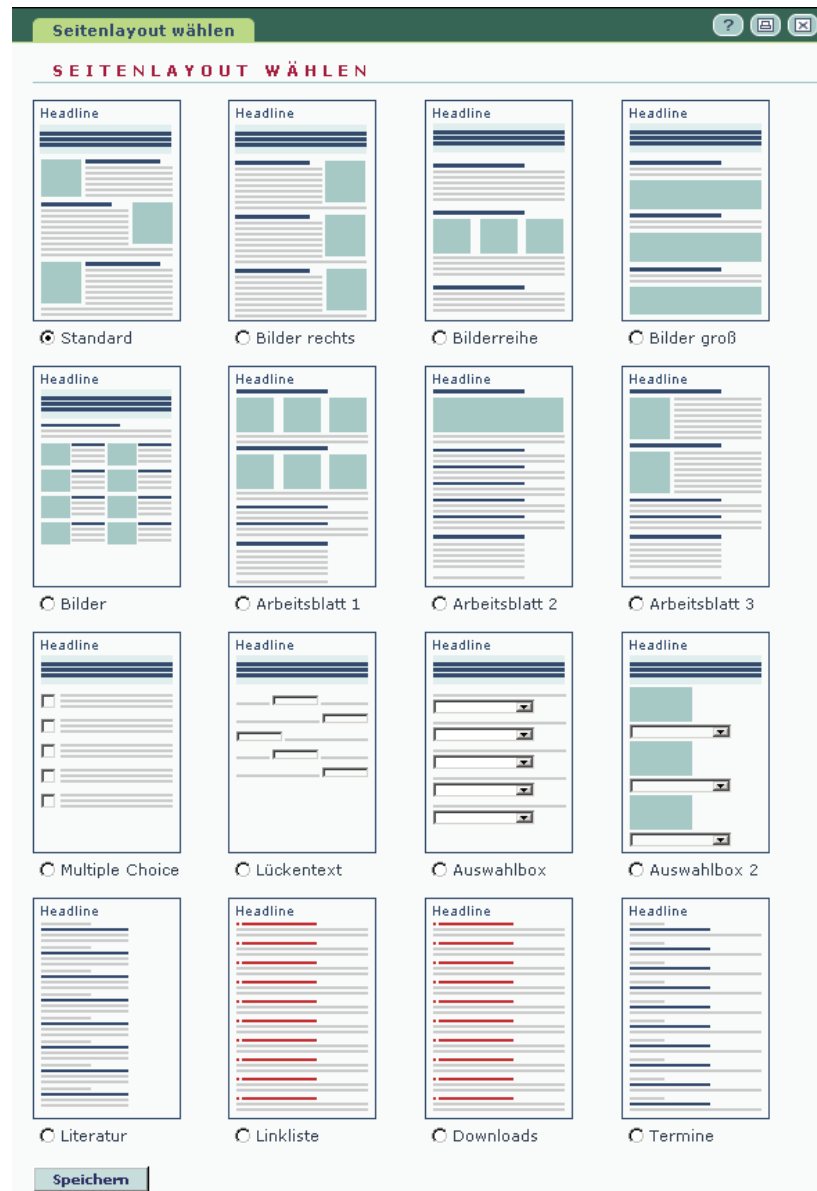 Seitenlayout wählen
?
SEITENLAYOUT WÄHLEN
Headline Headline Headline Headline
Standard Bilder rechts Bilderreihe Bilder groß
Headline Headline Headline Headline
Bilder Arbeitsblatt 1 Arbeitsblatt 2 Arbeitsblatt 3
Headline Headline Headline Headline
Multiple Choice Lückentext Auswahlbox Auswahlbox 2
Headline Headline Headline Headline
Literatur Linkliste Downloads Termine
Speichern